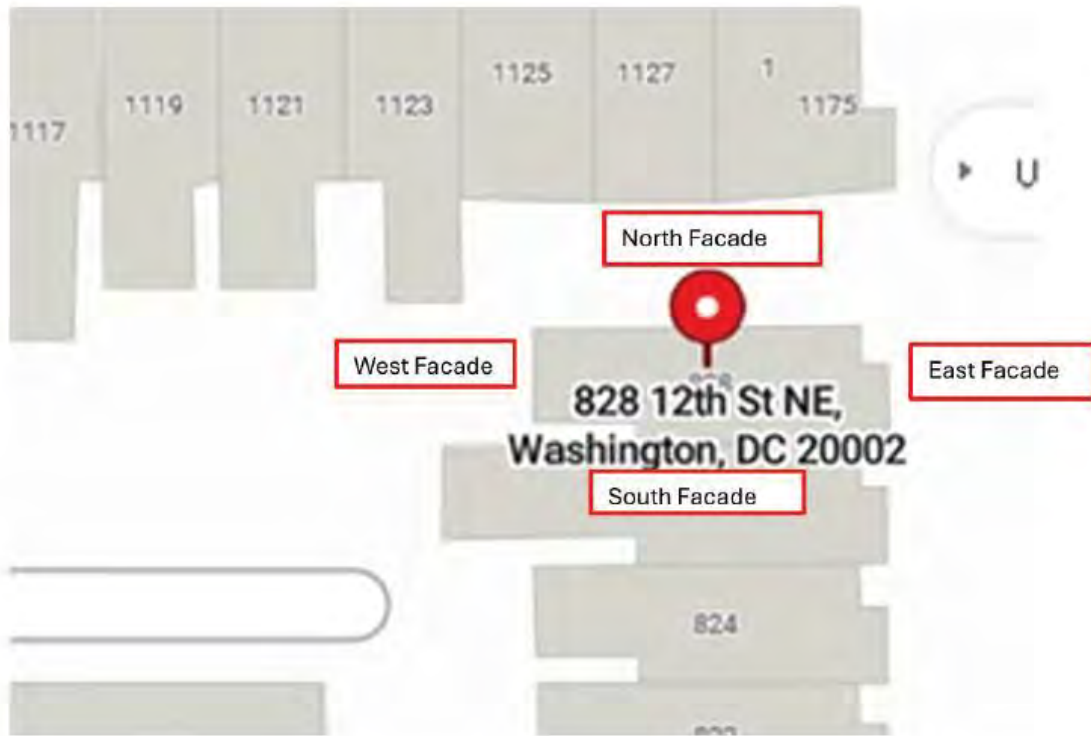 1125 1127 1
1117 1119 1121 1123 1175
U
North Facade
West Facade
East Facade
828 12th St NE,
Washington, DC 20002
South Facade
824